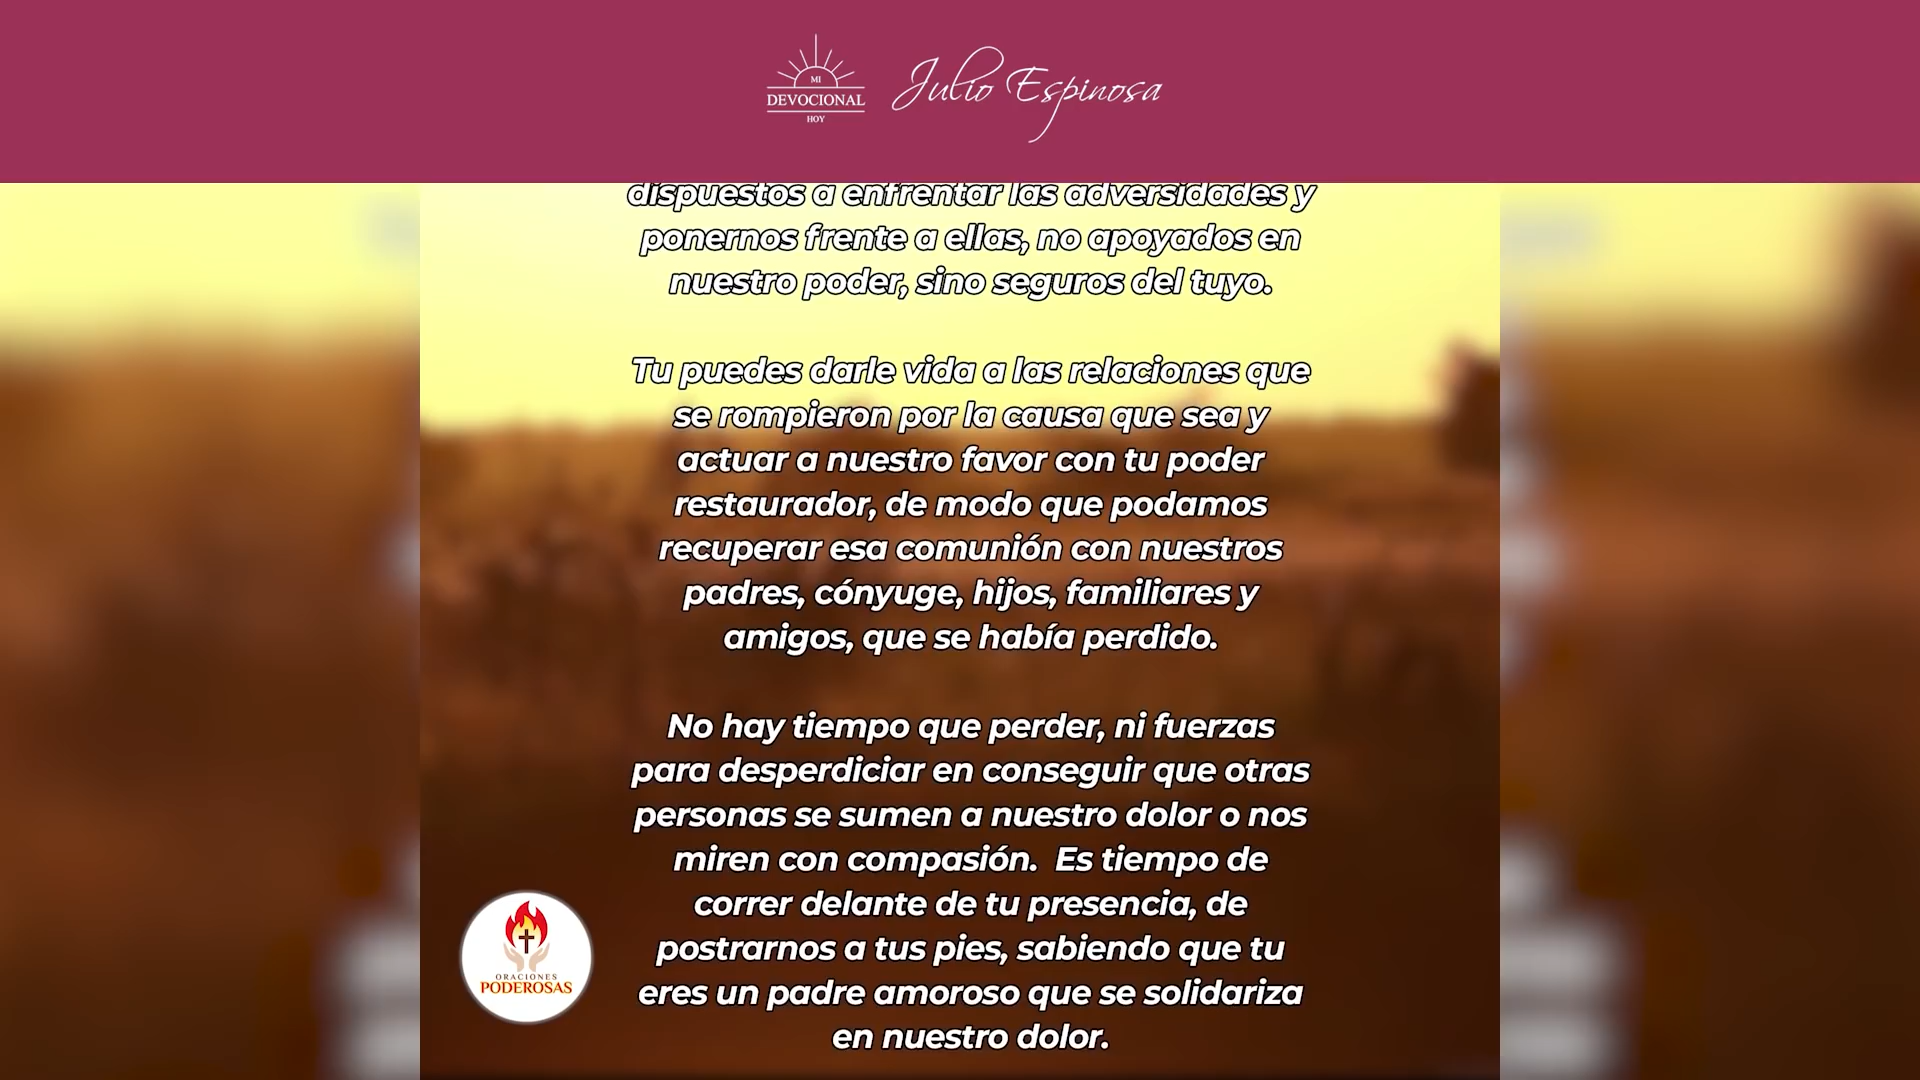 MI
DEVOCIONAL
HOY
Julio Espinosa
dispuestos a enfrentar las adversidades y
ponernos frente a ellas, no apoyados en
nuestro poder, sino seguros del tuyo.
Tu puedes darle vida a las relaciones que
se rompieron por la causa que sea y
actuar a nuestro favor con tu poder
restaurador, de modo que podamos
recuperar esa comunión con nuestros
padres, cónyuge, hijos, familiares y
amigos, que se había perdido.
No hay tiempo que perder, ni fuerzas
para desperdiciar en conseguir que otras
personas se sumen a nuestro dolor o nos
miren con compasión.  Es tiempo de
correr delante de tu presencia, de
postrarnos a tus pies, sabiendo que tu
eres un padre amoroso que se solidariza
en nuestro dolor.
ORACIONES
PODEROSAS